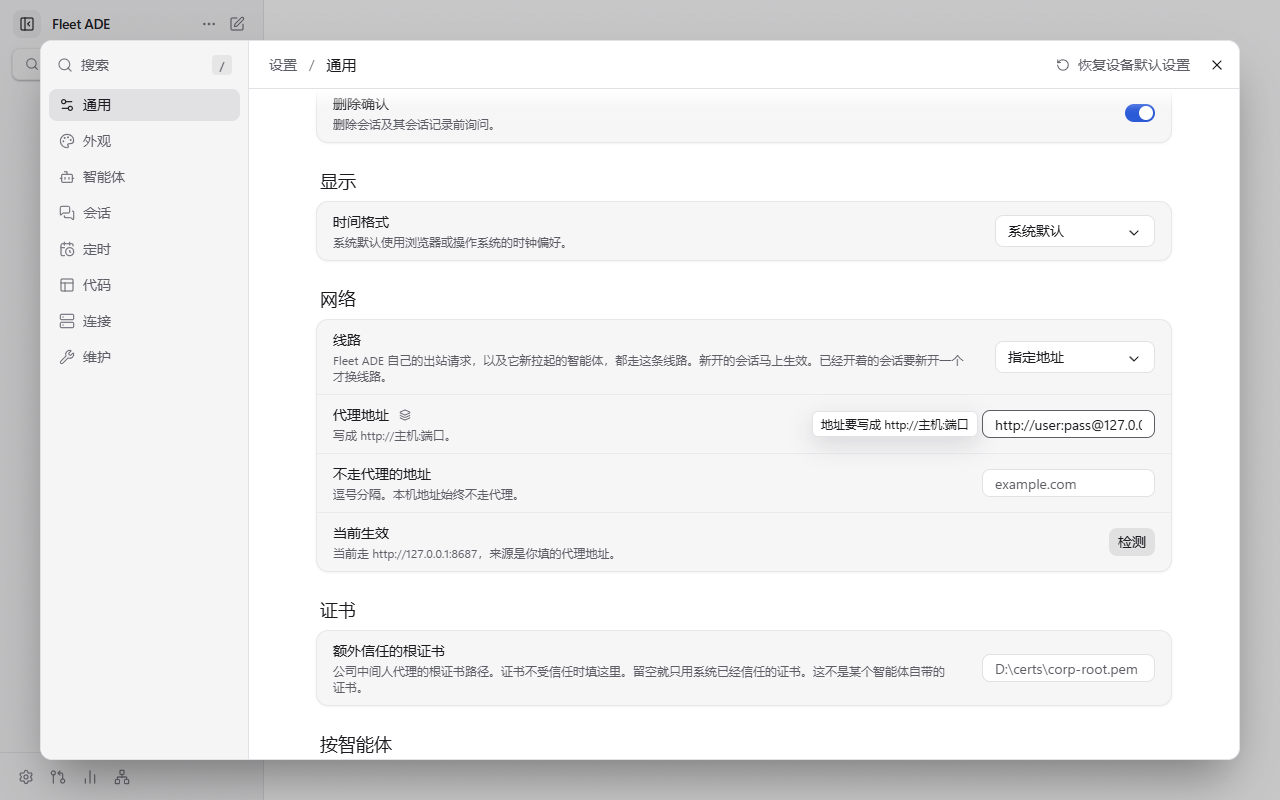 Fleet ADE
搜索
/
通用
外观
智能体
会话
定时
代码
连接
维护
设置 / 通用
恢复设备默认设置
删除确认
删除会话及其会话记录前询问。
显示
时间格式
系统默认使用浏览器或操作系统的时钟偏好。
系统默认
网络
线路
Fleet ADE 自己的出站请求，以及它新拉起的智能体，都走这条线路。新开的会话马上生效。已经开着的会话要新开一个
才换线路。
指定地址
代理地址
写成 http://主机:端口。
地址要写成 http://主机:端口
http://user:pass@127.0.0
不走代理的地址
逗号分隔。本机地址始终不走代理。
example.com
当前生效
当前走 http://127.0.0.1:8687，来源是你填的代理地址。
检测
证书
额外信任的根证书
公司中间人代理的根证书路径。证书不受信任时填这里。留空就只用系统已经信任的证书。这不是某个智能体自带的
证书。
D:\certs\corp-root.pem
按智能体